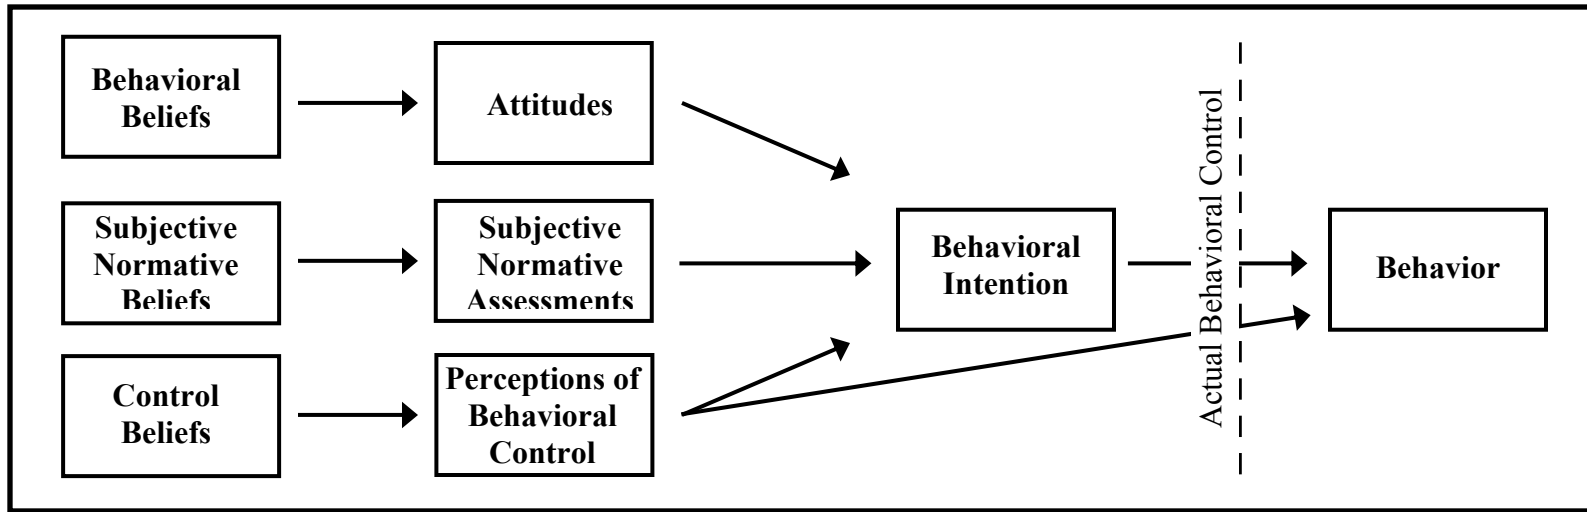 Behavioral
Beliefs
Attitudes
Subjective
Normative
Beliefs
Subjective
Normative
Assessments
Control
Beliefs
Perceptions of
Behavioral
Control
Behavioral
Intention
Actual Behavioral Control
Behavior